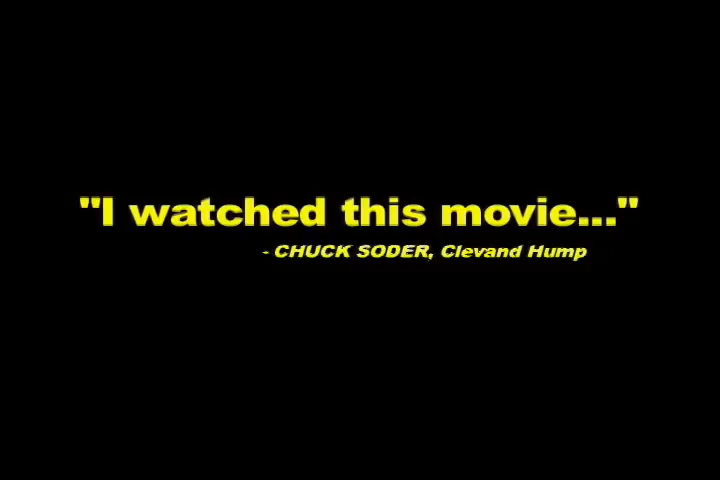 "I watched this movie..."
- CHUCK SODER, Clevand Hump